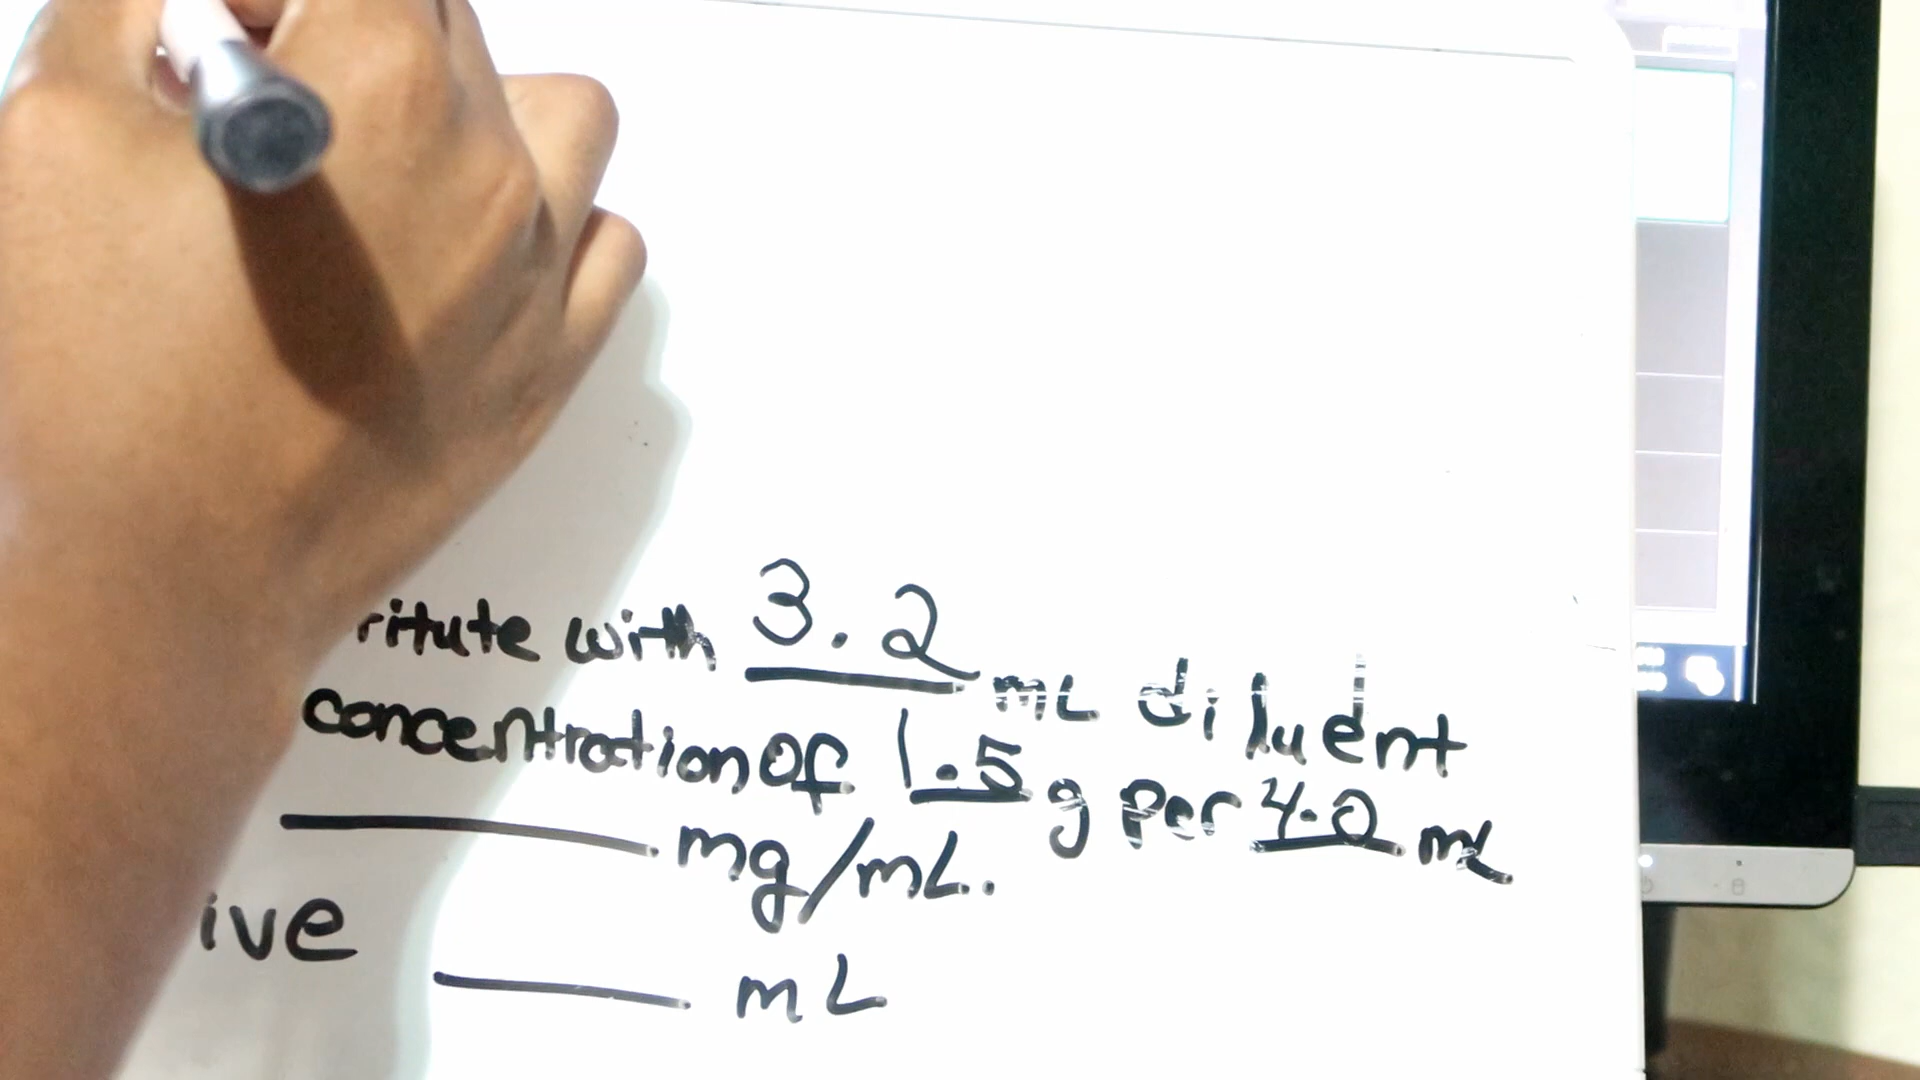 ritute with 3.2 mL diluent
concentration of 1.5 g per 4.0 mL
mg/mL.
ive mL